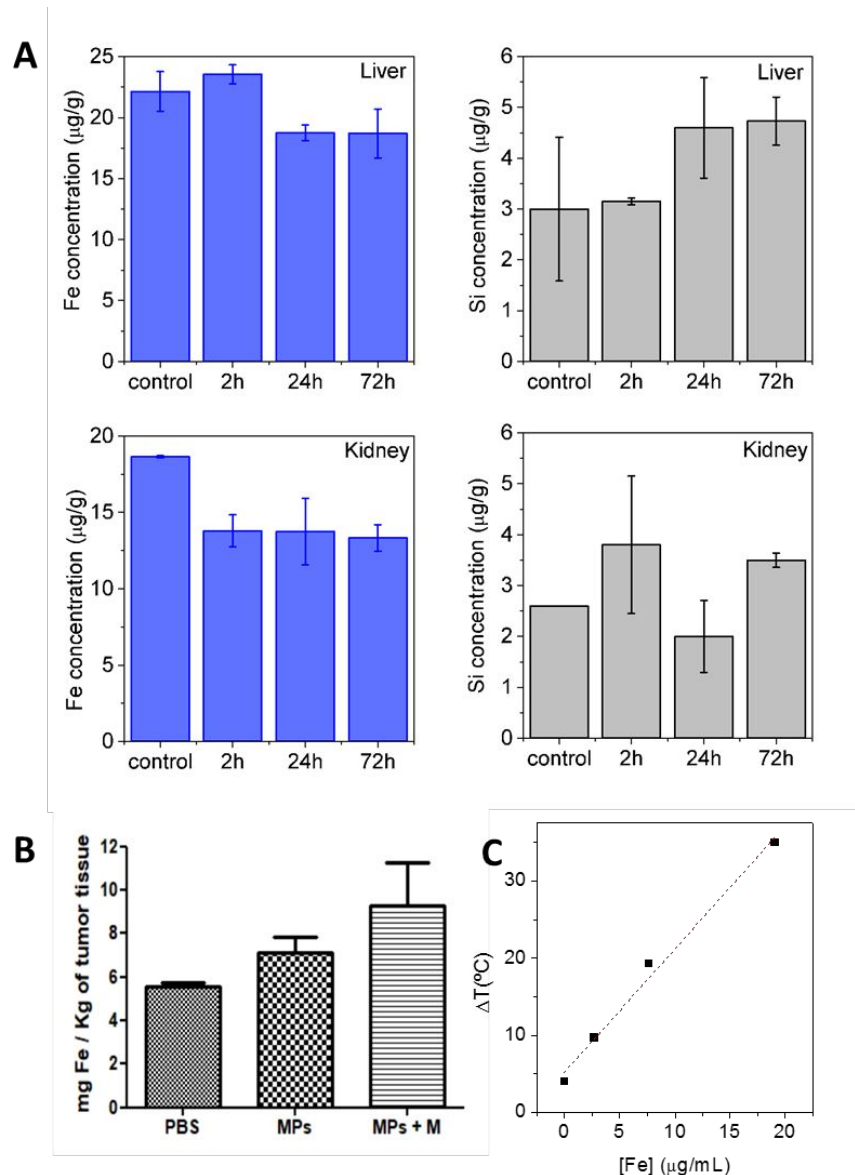 A
Fe concentration (μg/g)
25
20
15
10
5
0
Liver
control 2h 24h 72h
Si concentration (μg/g)
6
5
4
3
2
1
0
Liver
control 2h 24h 72h
Fe concentration (μg/g)
20
15
10
5
0
Kidney
control 2h 24h 72h
Si concentration (μg/g)
6
5
4
3
2
1
0
Kidney
control 2h 24h 72h
B
mg Fe / Kg of tumor tissue
12
10
8
6
4
2
0
PBS MPs MPs + M
C
ΔT(ºC)
30
20
10
0
0 5 10 15 20
[Fe] (μg/mL)